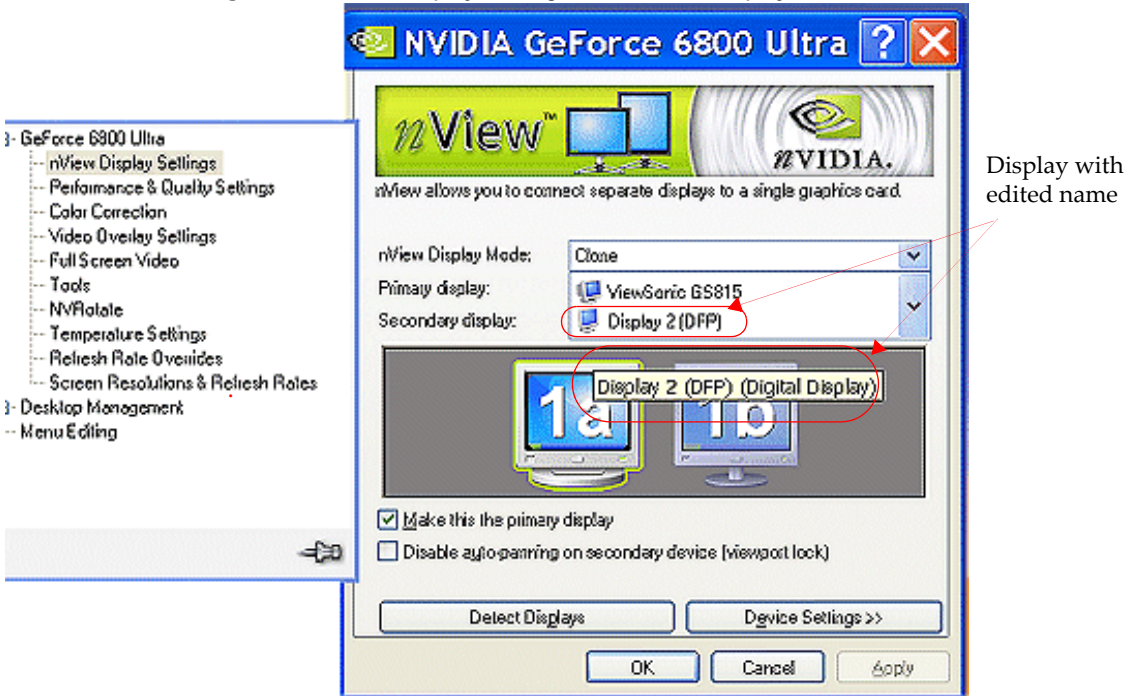 NVIDIA GeForce 6800 Ultra
nView™
NVIDIA.
nView allows you to connect separate displays to a single graphics card.
GeForce 6800 Ultra
nView Display Settings
Performance & Quality Settings
Color Correction
Video Overlay Settings
Full Screen Video
Tools
NVRotate
Temperature Settings
Refresh Rate Overrides
Screen Resolutions & Refresh Rates
Desktop Management
Menu Editing
nView Display Mode: Clone
Primary display: ViewSonic GS815
Secondary display: Display 2 (DFP)
Display 2 (DFP) (Digital Display)
1a 1b
Make this the primary display
Disable auto-panning on secondary device (viewport lock)
Detect Displays Device Settings >>
OK Cancel Apply
Display with
edited name